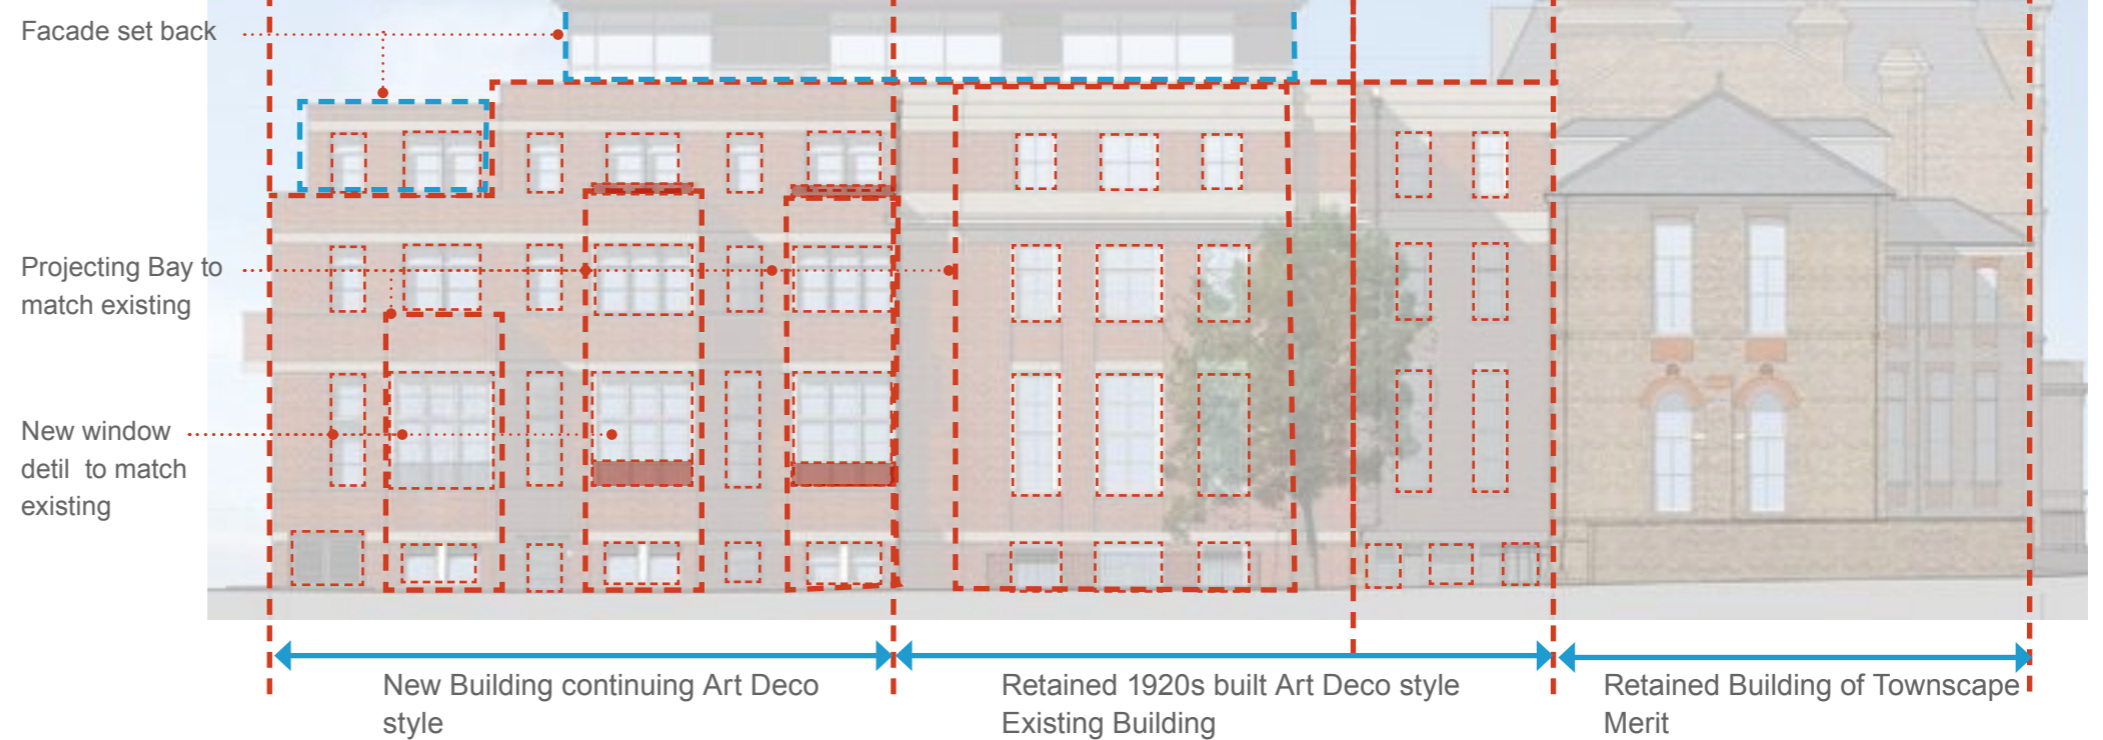 Facade set back
Projecting Bay to
match existing
New window
detil to match
existing
New Building continuing Art Deco
style
Retained 1920s built Art Deco style
Existing Building
Retained Building of Townscape
Merit